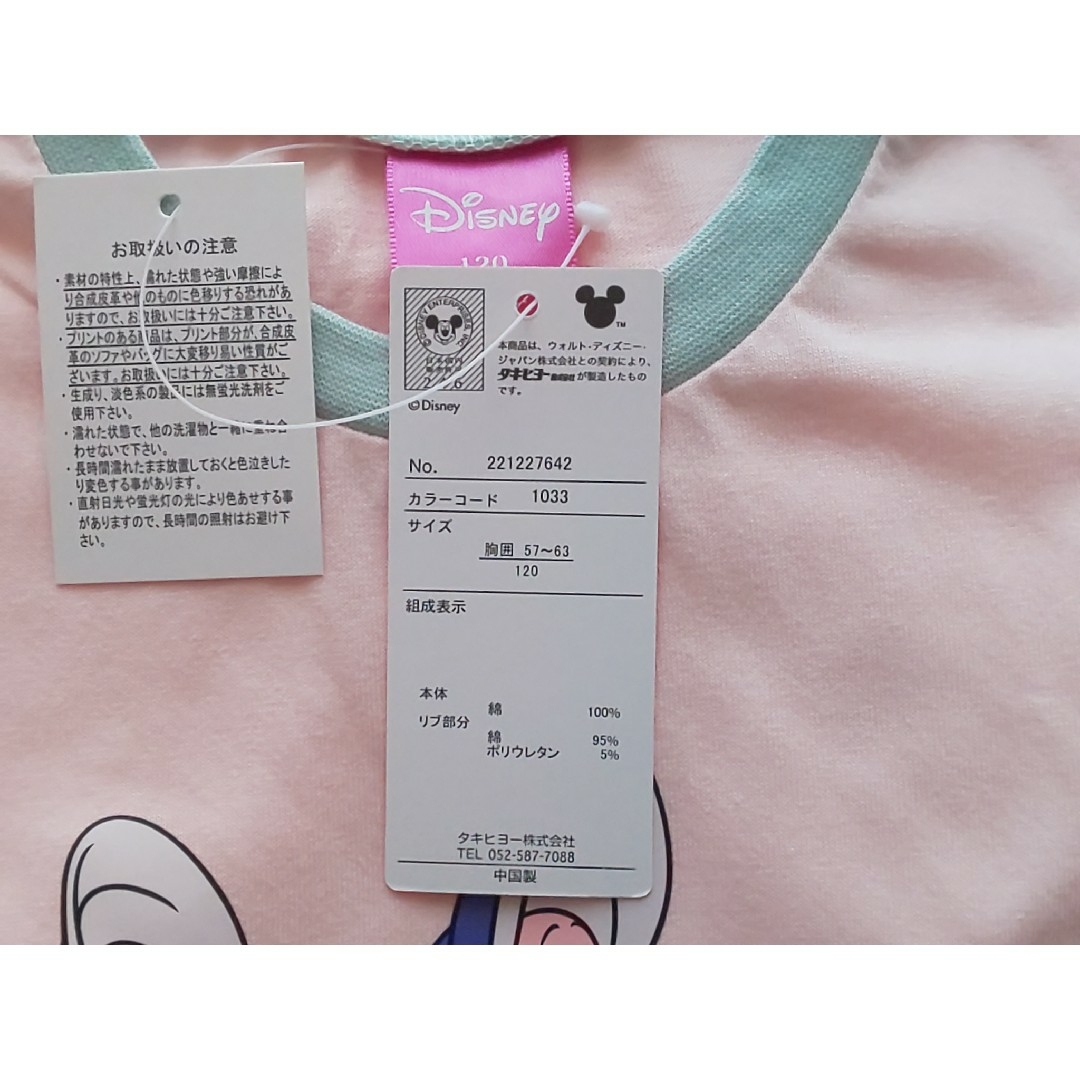 お取扱いの注意
・素材の特性上、濡れた状態や強い摩擦によ
り合成皮革や他のものに色移りする恐れがあ
りますので、お取扱いには十分ご注意下さい。
・プリントのある製品は、プリント部分が、合成皮
革のソファやバッグに大変移り易い性質がご
ざいます。お取扱いには十分ご注意下さい。
・生成り、淡色系の製品には無蛍光洗剤をご
使用下さい。
・濡れた状態で、他の洗濯物と一緒に重ね合
わせないで下さい。
・長時間濡れたまま放置しておくと色泣きした
り変色する事があります。
・直射日光や蛍光灯の光により色あせする事
がありますので、長時間の照射はお避け下
さい。
Disney
120
©Disney
TM
本商品は、ウォルト・ディズニー・
ジャパン株式会社との契約により、
タキヒヨー株式会社が製造したもの
です。
No. 221227642
カラーコード 1033
サイズ
胸囲 57〜63
120
組成表示
本体
綿 100%
リブ部分
綿 95%
ポリウレタン 5%
タキヒヨー株式会社
TEL 052-587-7088
中国製